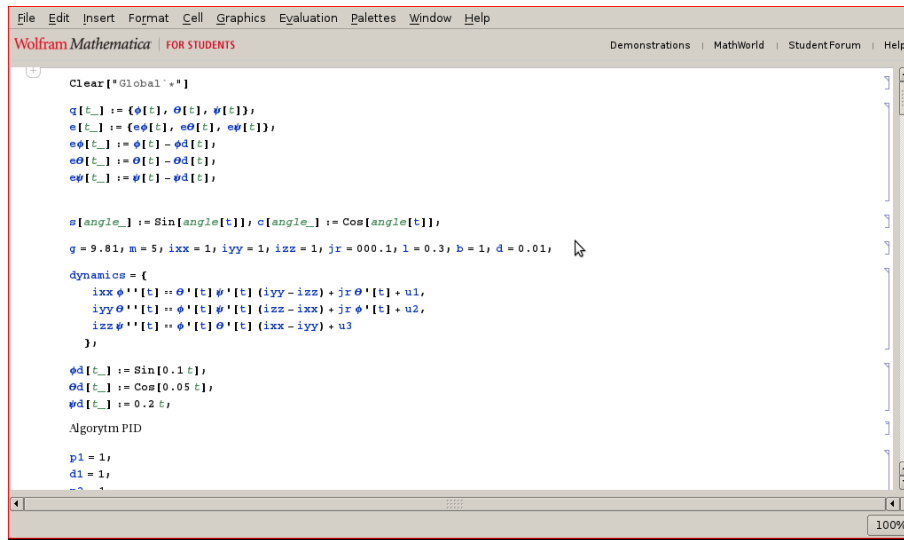 File Edit Insert Format Cell Graphics Evaluation Palettes Window Help
Wolfram Mathematica | FOR STUDENTS Demonstrations | MathWorld | Student Forum | Help
Clear["Global`*"]
q[t_] := {ϕ[t], θ[t], ψ[t]};
e[t_] := {eϕ[t], eθ[t], eψ[t]};
eϕ[t_] := ϕ[t] - ϕd[t];
eθ[t_] := θ[t] - θd[t];
eψ[t_] := ψ[t] - ψd[t];
s[angle_] := Sin[angle[t]]; c[angle_] := Cos[angle[t]];
g = 9.81; m = 5; ixx = 1; iyy = 1; izz = 1; jr = 000.1; l = 0.3; b = 1; d = 0.01;
dynamics = {
ixx ϕ''[t] == θ'[t] ψ'[t] (iyy - izz) + jr θ'[t] + u1,
iyy θ''[t] == ϕ'[t] ψ'[t] (izz - ixx) + jr ϕ'[t] + u2,
izz ψ''[t] == ϕ'[t] θ'[t] (ixx - iyy) + u3
};
ϕd[t_] := Sin[0.1 t];
θd[t_] := Cos[0.05 t];
ψd[t_] := 0.2 t;
Algorytm PID
p1 = 1;
d1 = 1;
100%